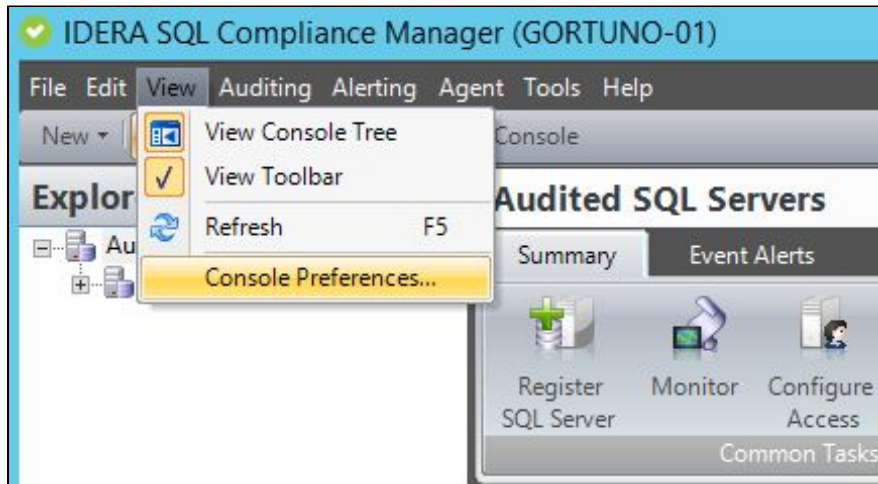 IDERA SQL Compliance Manager (GORTUNO-01)
File Edit View Auditing Alerting Agent Tools Help
New Console
View Console Tree
View Toolbar
Refresh F5
Console Preferences...
Explor
Au
Audited SQL Servers
Summary Event Alerts
Register SQL Server
Monitor
Configure Access
Common Tasks